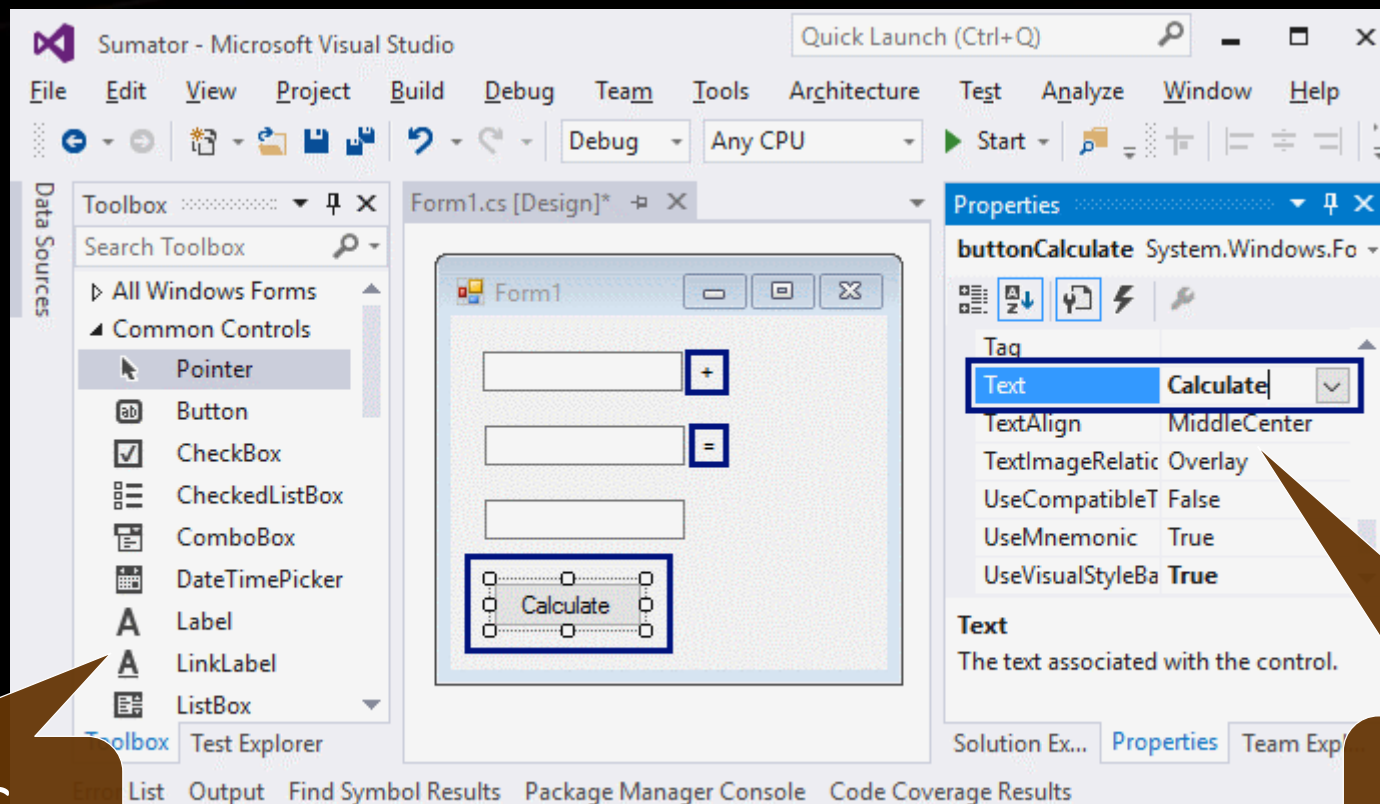 Sumator - Microsoft Visual Studio
Quick Launch (Ctrl+Q)
File Edit View Project Build Debug Team Tools Architecture Test Analyze Window Help
Debug Any CPU Start
Data Sources
Toolbox
Search Toolbox
All Windows Forms
Common Controls
Pointer
Button
CheckBox
CheckedListBox
ComboBox
DateTimePicker
Label
LinkLabel
ListBox
Toolbox Test Explorer
Form1.cs [Design]*
Form1
+
=
Calculate
Properties
buttonCalculate System.Windows.Fo
Tag
Text Calculate
TextAlign MiddleCenter
TextImageRelatic Overlay
UseCompatibleT False
UseMnemonic True
UseVisualStyleBa True
Text
The text associated with the control.
Solution Ex... Properties Team Expl...
Error List Output Find Symbol Results Package Manager Console Code Coverage Results